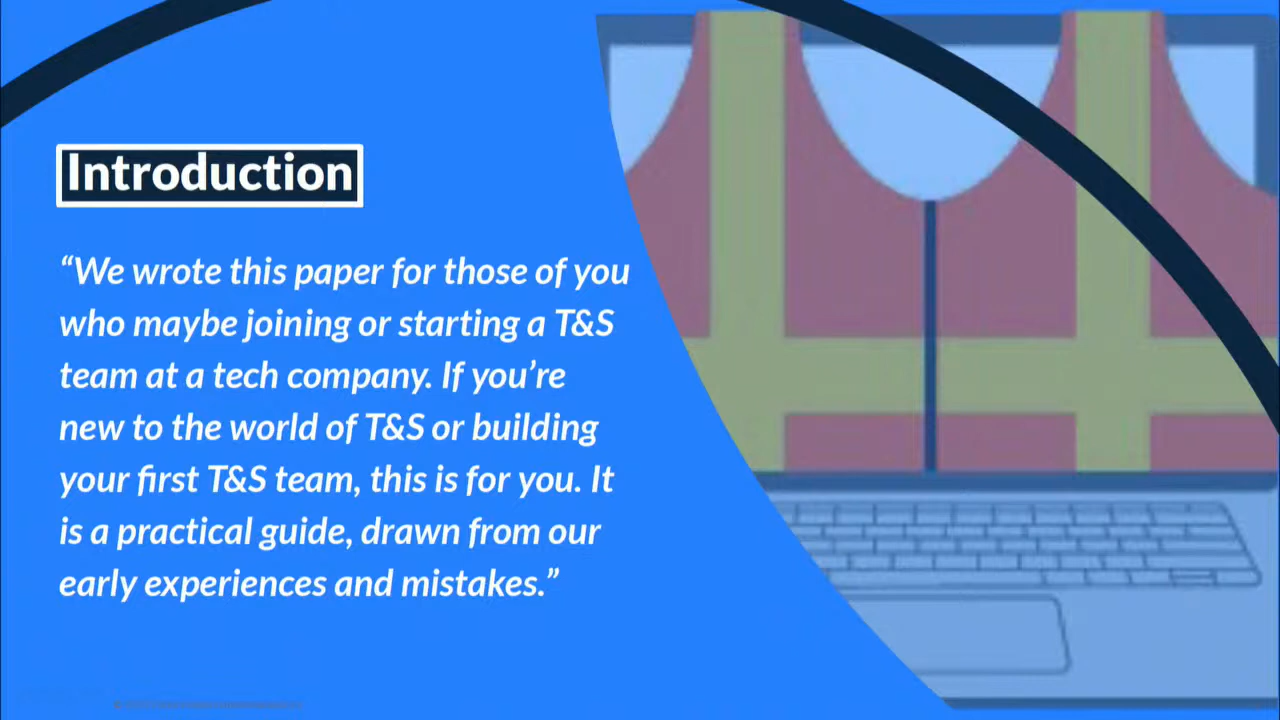 Introduction
“We wrote this paper for those of you
who maybe joining or starting a T&S
team at a tech company. If you’re
new to the world of T&S or building
your first T&S team, this is for you. It
is a practical guide, drawn from our
early experiences and mistakes.”